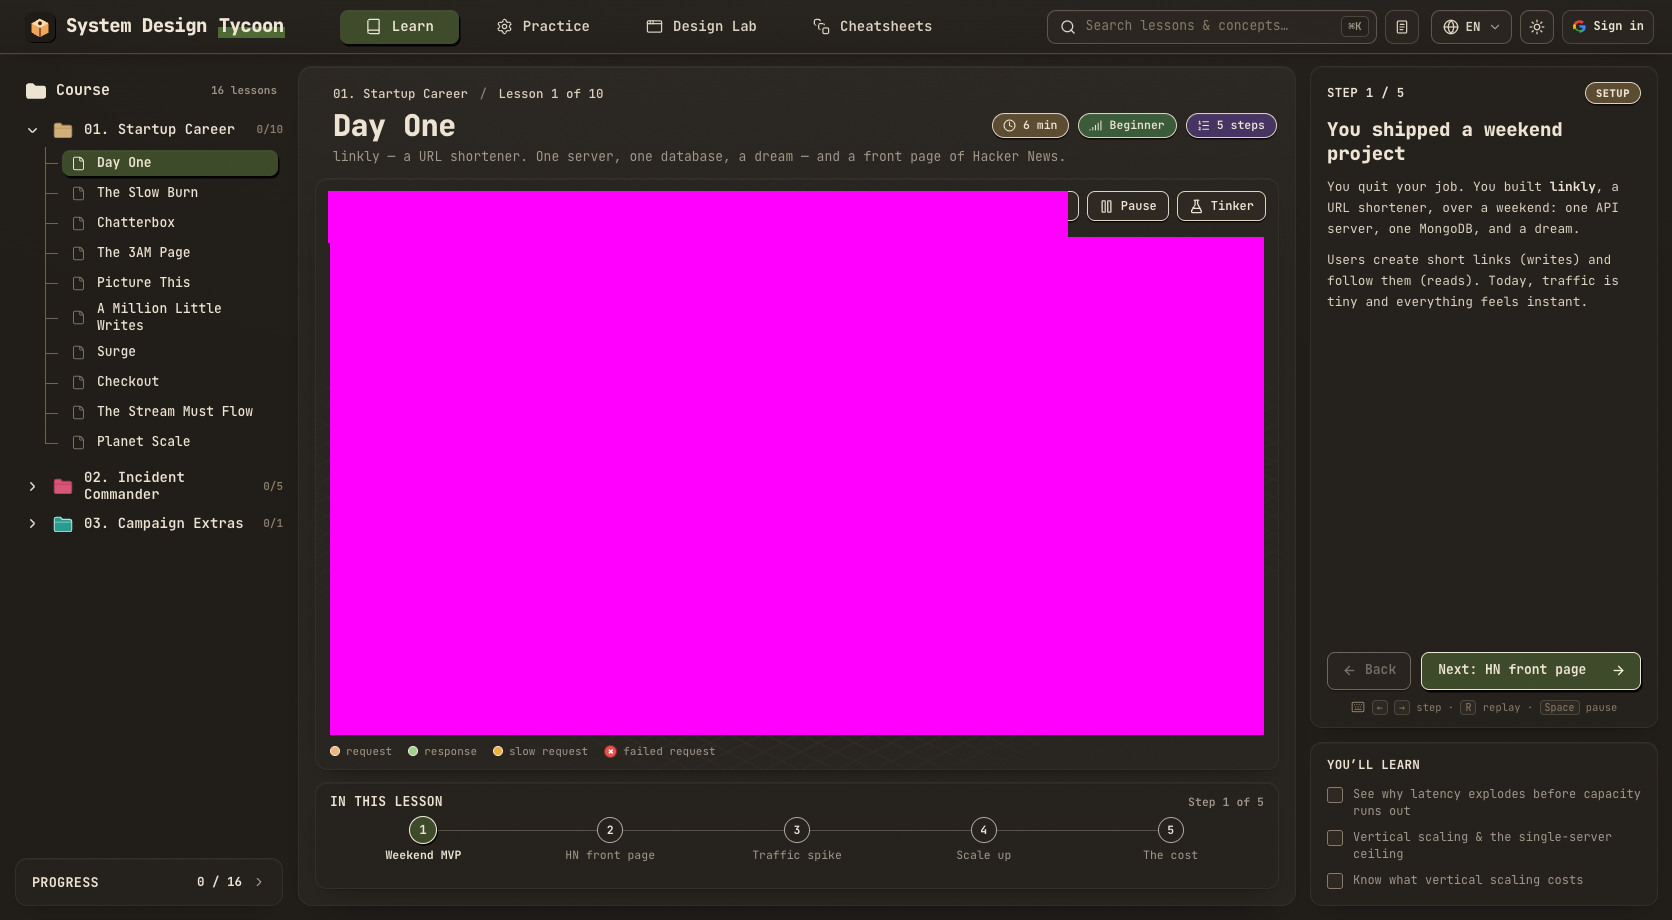 System Design Tycoon
Learn
Practice
Design Lab
Cheatsheets
Search lessons & concepts…
⌘K
EN
Sign in
Course
16 lessons
01. Startup Career
0/10
Day One
The Slow Burn
Chatterbox
The 3AM Page
Picture This
A Million Little
Writes
Surge
Checkout
The Stream Must Flow
Planet Scale
02. Incident
Commander
0/5
03. Campaign Extras
0/1
PROGRESS
0 / 16
01. Startup Career / Lesson 1 of 10
Day One
6 min
Beginner
5 steps
linkly — a URL shortener. One server, one database, a dream — and a front page of Hacker News.
Pause
Tinker
request
response
slow request
failed request
IN THIS LESSON
Step 1 of 5
1
2
3
4
5
Weekend MVP
HN front page
Traffic spike
Scale up
The cost
STEP 1 / 5
SETUP
You shipped a weekend
project
You quit your job. You built linkly, a
URL shortener, over a weekend: one API
server, one MongoDB, and a dream.
Users create short links (writes) and
follow them (reads). Today, traffic is
tiny and everything feels instant.
← Back
Next: HN front page →
← → step · R replay · Space pause
YOU’LL LEARN
See why latency explodes before capacity
runs out
Vertical scaling & the single-server
ceiling
Know what vertical scaling costs